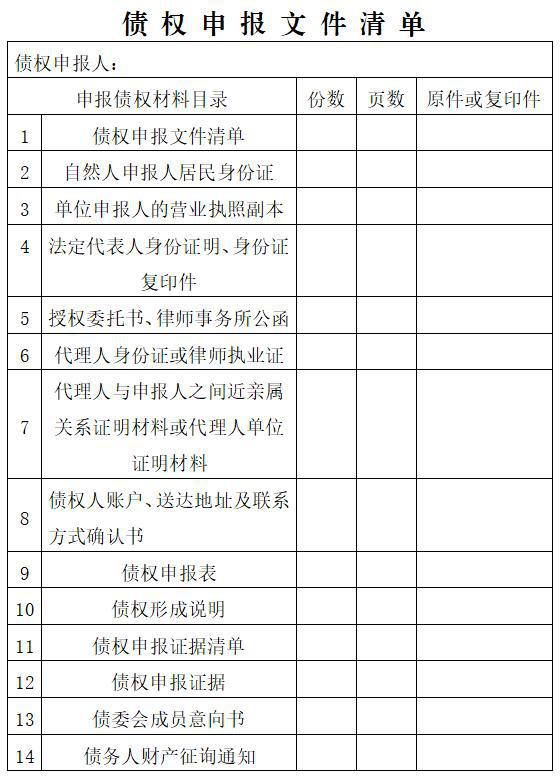 债权申报文件清单
债权申报人：
申报债权材料目录 份数 页数 原件或复印件
1 债权申报文件清单
2 自然人申报人居民身份证
3 单位申报人的营业执照副本
4 法定代表人身份证明、身份证
复印件
5 授权委托书、律师事务所公函
6 代理人身份证或律师执业证
代理人与申报人之间近亲属
7 关系证明材料或代理人单位
证明材料
8 债权人账户、送达地址及联系
方式确认书
9 债权申报表
10 债权形成说明
11 债权申报证据清单
12 债权申报证据
13 债委会成员意向书
14 债务人财产征询通知